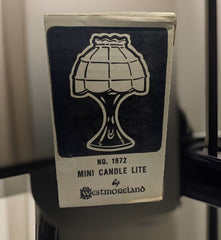 NO. 1972
MINI CANDLE LITE
by
Westmoreland